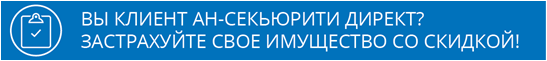 ВЫ КЛИЕНТ АН-СЕКЬЮРИТИ ДИРЕКТ?
ЗАСТРАХУЙТЕ СВОЕ ИМУЩЕСТВО СО СКИДКОЙ!